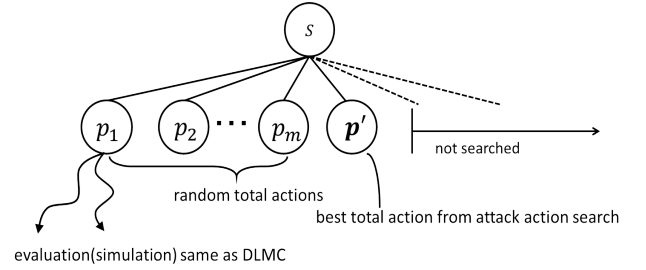 S
p₁ p₂ ⋯ pₘ p′
not searched
random total actions
best total action from attack action search
evaluation(simulation) same as DLMC